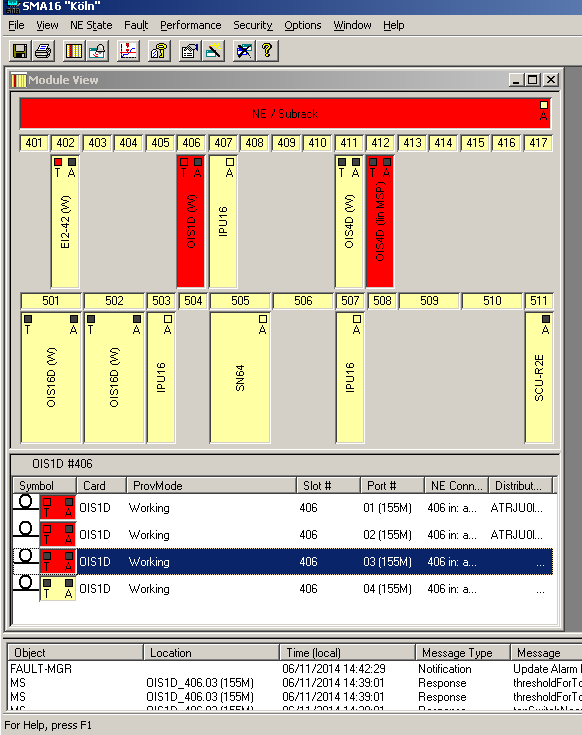 SMA16 "Köln"
File View NE State Fault Performance Security Options Window Help
Module View
NE / Subrack
A
401 402 403 404 405 406 407 408 409 410 411 412 413 414 415 416 417
T A T A A T A T A
EI2-42 (W) OIS1D (W) IPU16 OIS4D (W) OIS4D (lin MSP)
501 502 503 504 505 506 507 508 509 510 511
T A T A A A A A
OIS16D (W) OIS16D (W) IPU16 SN64 IPU16 SCU-R2E
OIS1D #406
Symbol Card ProvMode Slot # Port # NE Conn... Distribut...
T A OIS1D Working 406 01 (155M) 406 in: a... ATRJU0I...
T A OIS1D Working 406 02 (155M) 406 in: a... ATRJU0I...
T A OIS1D Working 406 03 (155M) 406 in: a... ...
T A OIS1D Working 406 04 (155M) 406 in: a... ...
Object Location Time (local) Message Type Message
FAULT-MGR 06/11/2014 14:42:29 Notification Update Alarm
MS OIS1D_406.03 (155M) 06/11/2014 14:39:01 Response thresholdForTo
MS OIS1D_406.03 (155M) 06/11/2014 14:39:01 Response thresholdForTo
For Help, press F1